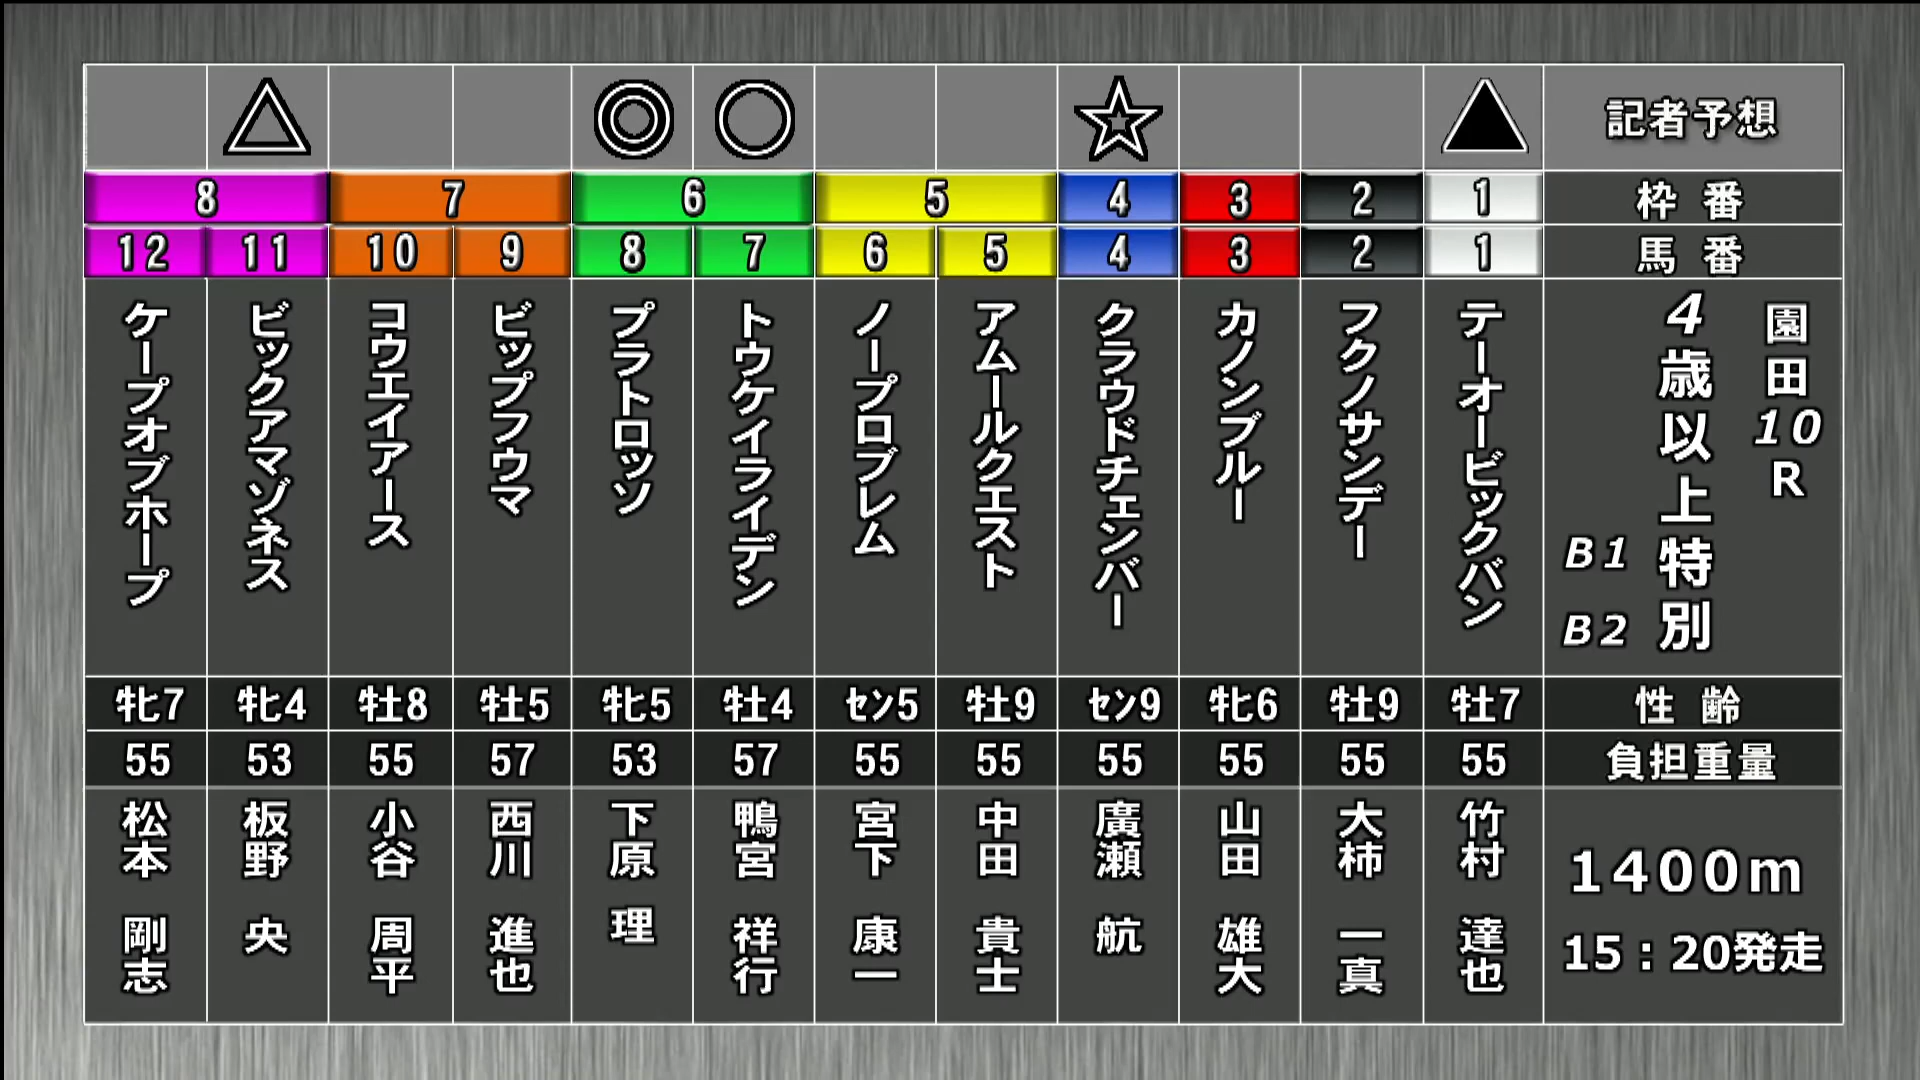 記者予想
△ ◎ ○ ☆ ▲
枠番
8 7 6 5 4 3 2 1
馬番
12 11 10 9 8 7 6 5 4 3 2 1
園田10R
4歳以上特別
B1
B2
テーオービックバン
フクノサンデー
カノンブルー
クラウドチェンバー
アムールクエスト
ノープロブレム
トウケイライデン
プラトロッソ
ビップフウマ
コウエイアース
ビックアマゾネス
ケープオブホープ
牝7 牝4 牡8 牡5 牝5 牡4 セン5 牡9 セン9 牝6 牡9 牡7 性齢
55 53 55 57 53 57 55 55 55 55 55 55 負担重量
1400m
15：20発走
竹村 達也
大柿 一真
山田 雄大
廣瀬 航
中田 貴士
宮下 康一
鴨宮 祥行
下原 理
西川 進也
小谷 周平
板野 央
松本 剛志